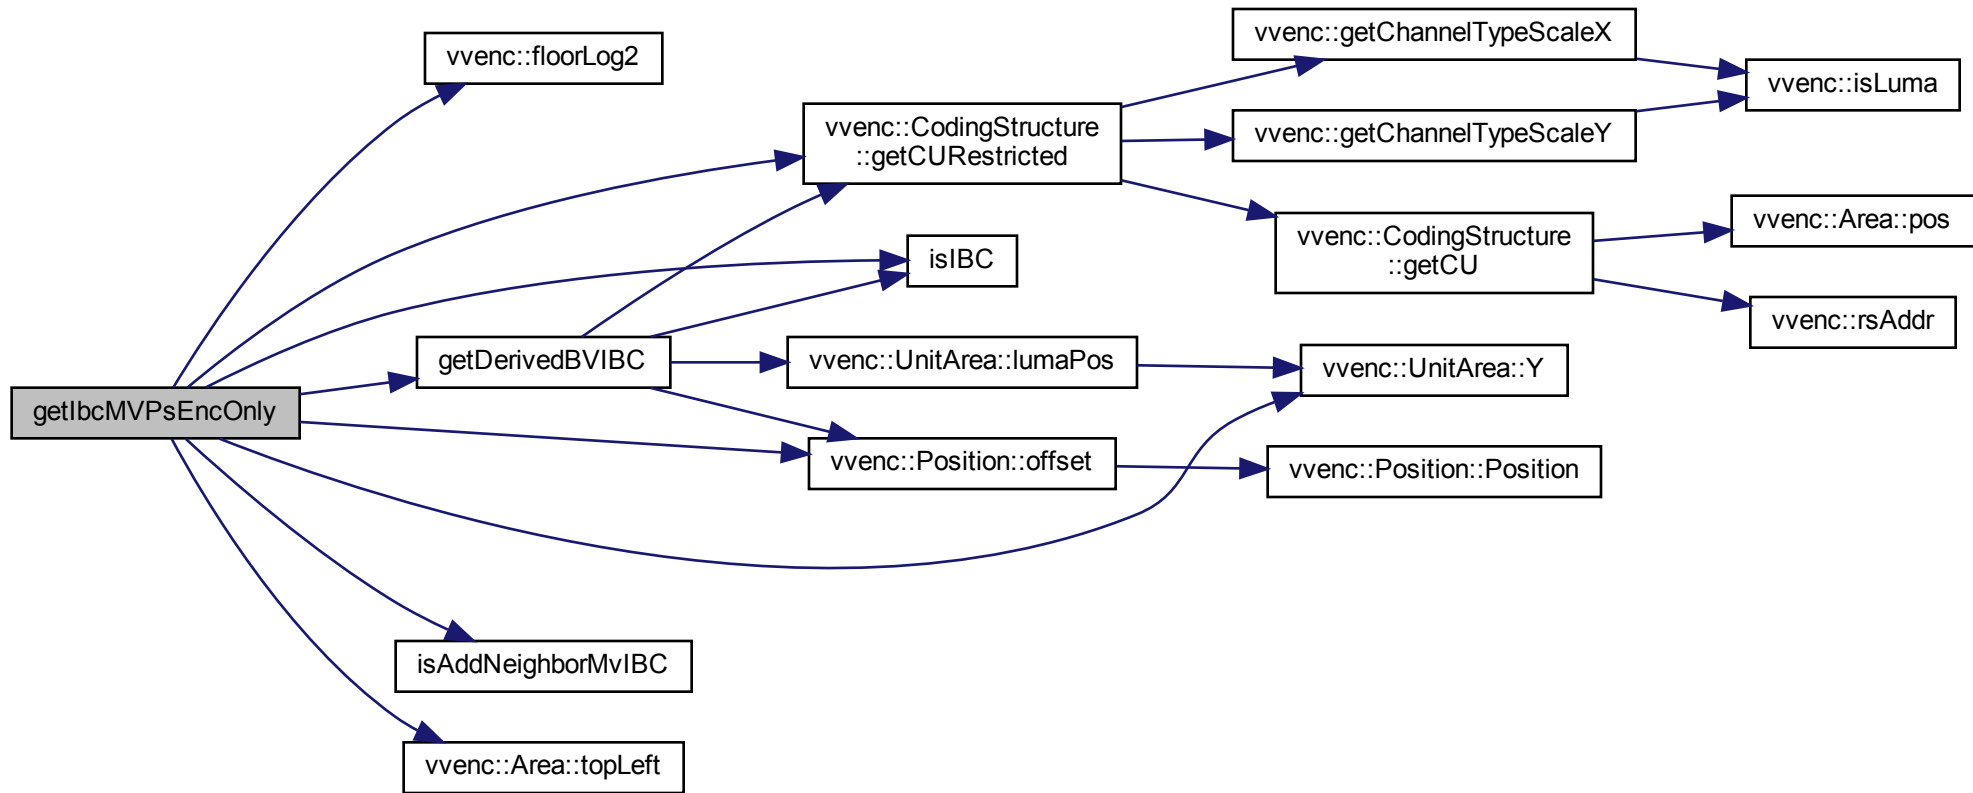 vvenc::getChannelTypeScaleX
vvenc::floorLog2
vvenc::isLuma
vvenc::CodingStructure
::getCURestricted
vvenc::getChannelTypeScaleY
vvenc::Area::pos
vvenc::CodingStructure
::getCU
isIBC
vvenc::rsAddr
getDerivedBVIBC
vvenc::UnitArea::lumaPos
vvenc::UnitArea::Y
getIbcMVPsEncOnly
vvenc::Position::offset
vvenc::Position::Position
isAddNeighborMvIBC
vvenc::Area::topLeft